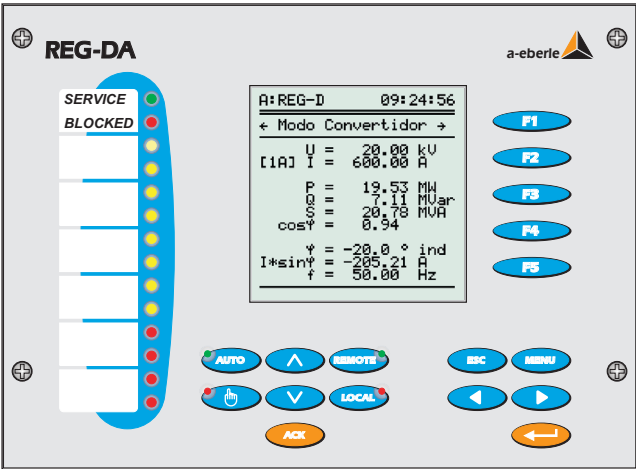 REG-DA
a-eberle
SERVICE
BLOCKED
A:REG-D 09:24:56
← Modo Convertidor →
U = 20.00 kV
[1A] I = 600.00 A
P = 19.53 MW
Q = 7.11 MVar
S = 20.78 MVA
cosφ = 0.94
φ = -20.0 ° ind
I*sinφ = -205.21 A
f = 50.00 Hz
F1
F2
F3
F4
F5
AUTO
REMOTE
ESC
MENU
LOCAL
ACK